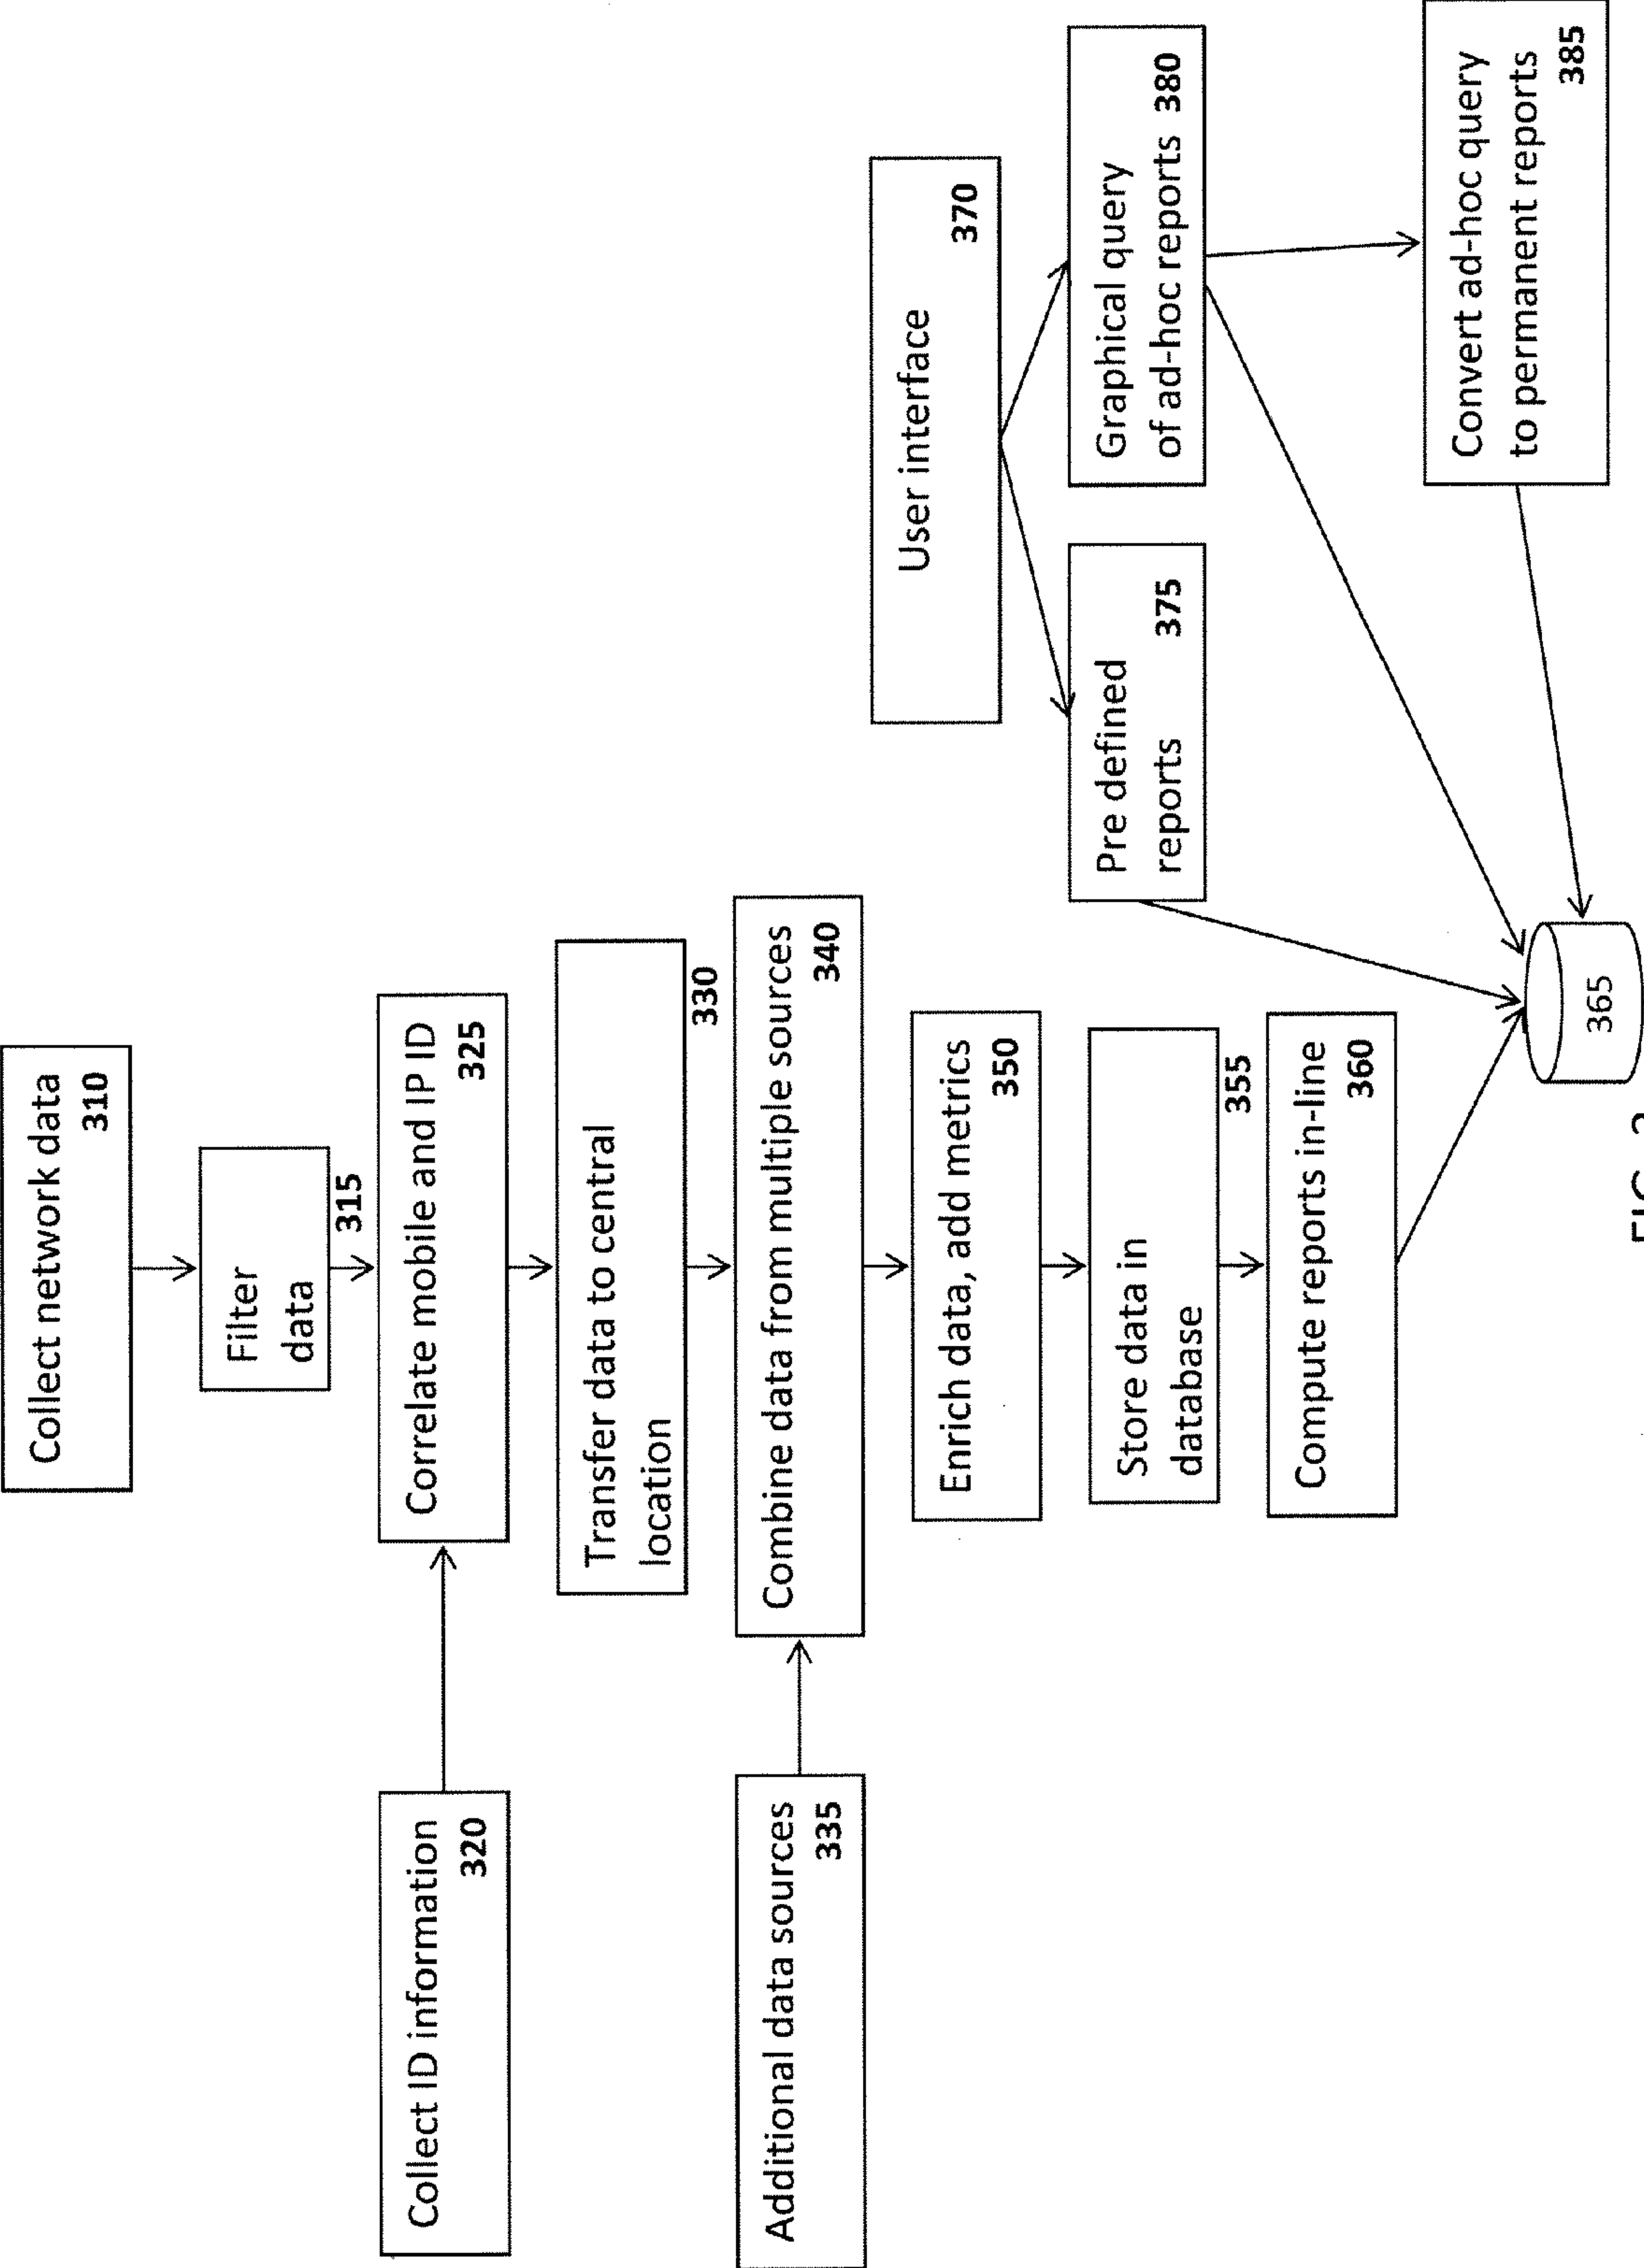 Collect network data
310
Filter
data
315
Collect ID information
320
Correlate mobile and IP ID
325
Transfer data to central
location
330
Additional data sources
335
Combine data from multiple sources
340
Enrich data, add metrics
350
Store data in
database
355
Compute reports in-line
360
365
User interface
370
Pre defined
reports 375
Graphical query
of ad-hoc reports 380
Convert ad-hoc query
to permanent reports
385